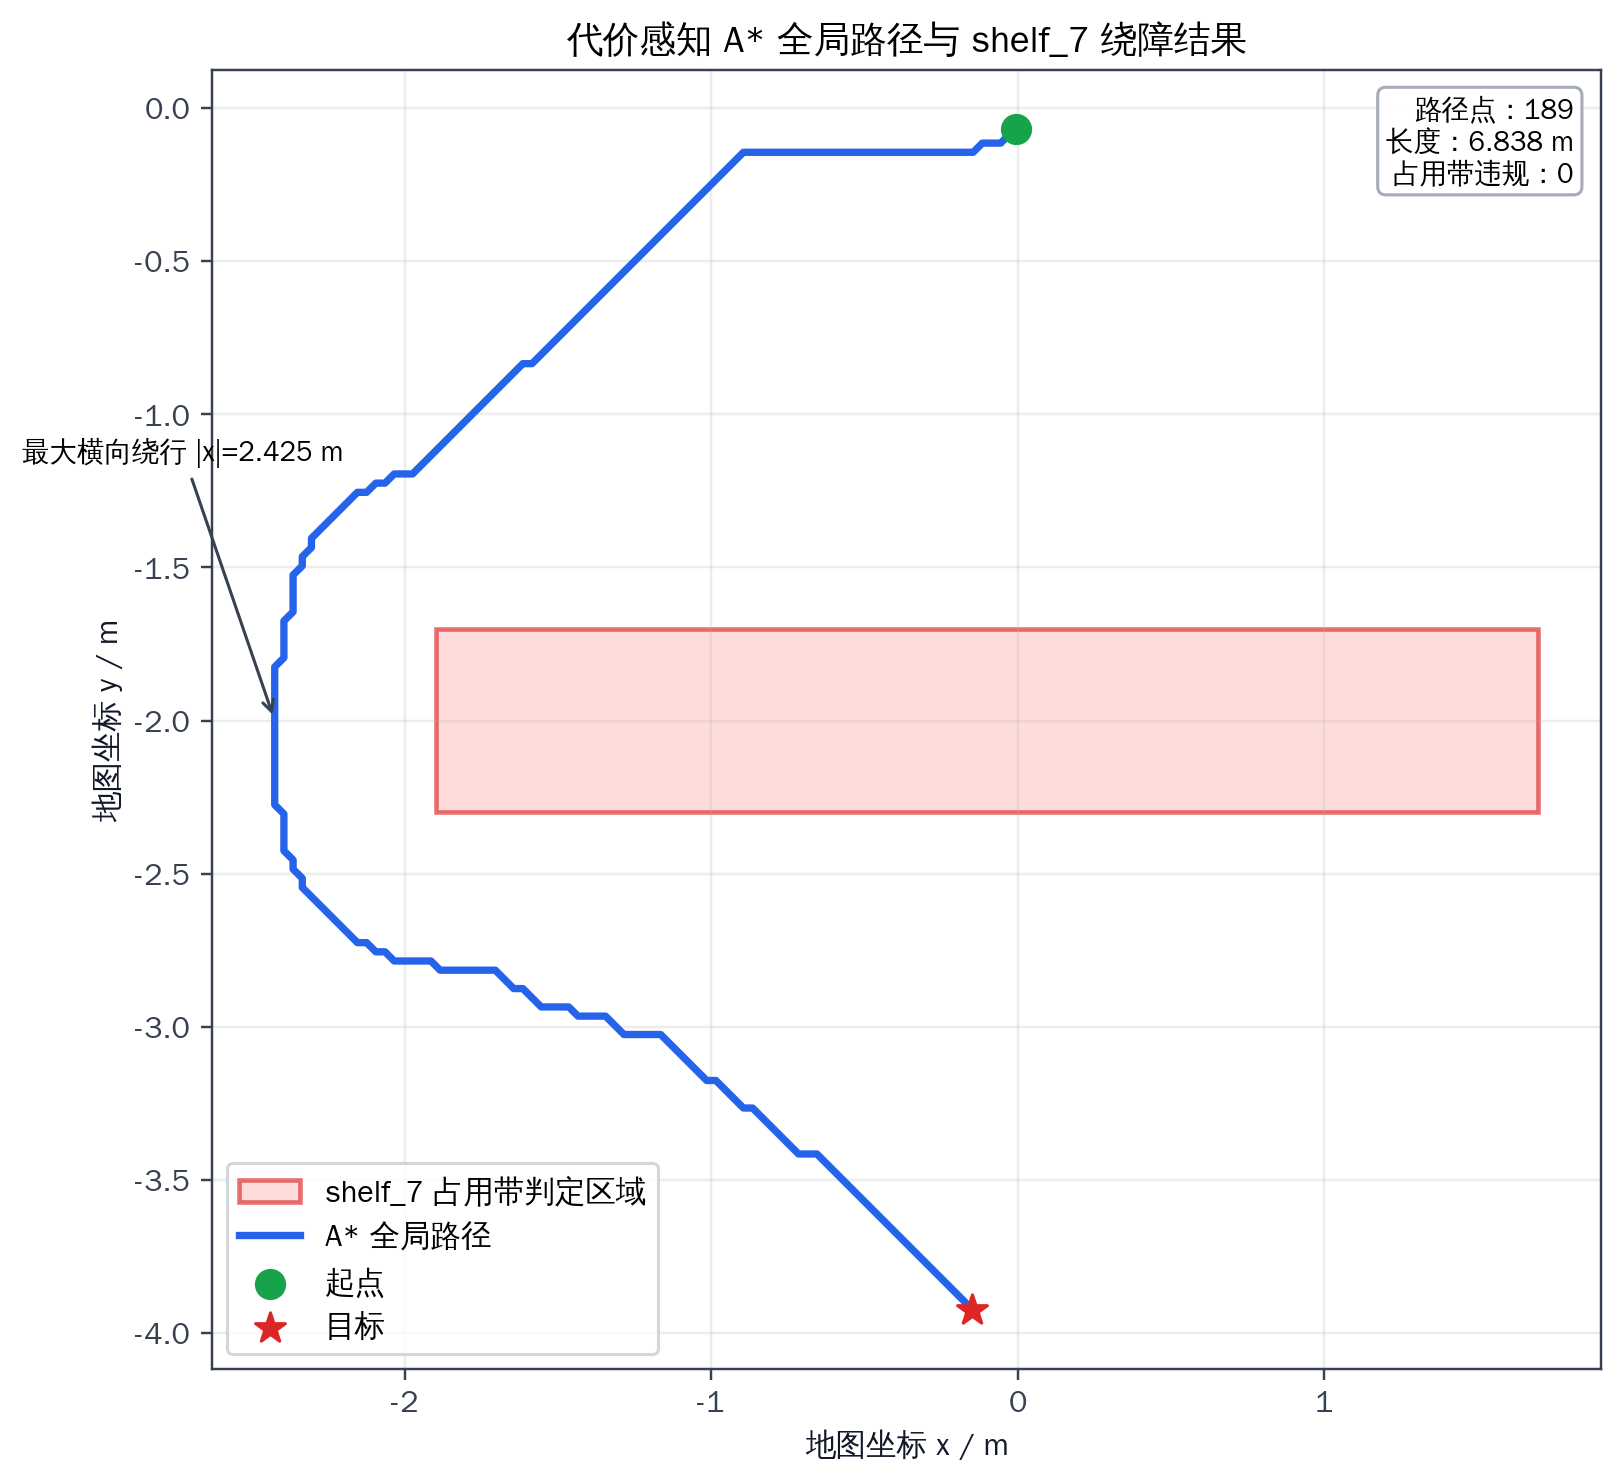 代价感知 A* 全局路径与 shelf_7 绕障结果
路径点：189
长度：6.838 m
占用带违规：0
0.0
-0.5
-1.0
最大横向绕行 |x|=2.425 m
-1.5
-2.0
-2.5
-3.0
-3.5
-4.0
地图坐标 y / m
shelf_7 占用带判定区域
A* 全局路径
起点
目标
-2
-1
0
1
地图坐标 x / m